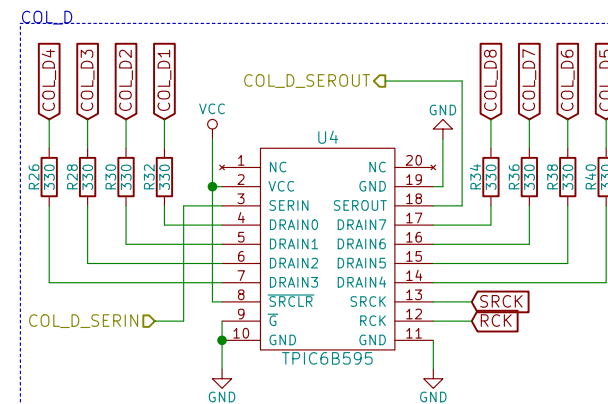 COL_D
COL_D4
COL_D3
COL_D2
COL_D1
COL_D_SEROUT
COL_D8
COL_D7
COL_D6
COL_D5
VCC
GND
U4
R26 330
R28 330
R30 330
R32 330
R34 330
R36 330
R38 330
R40 330
1 NC NC 20
2 VCC GND 19
3 SERIN SEROUT 18
4 DRAIN0 DRAIN7 17
5 DRAIN1 DRAIN6 16
6 DRAIN2 DRAIN5 15
7 DRAIN3 DRAIN4 14
8 SRCLR SRCK 13 SRCK
COL_D_SERIN 9 G RCK 12 RCK
10 GND GND 11
TPIC6B595
GND
GND